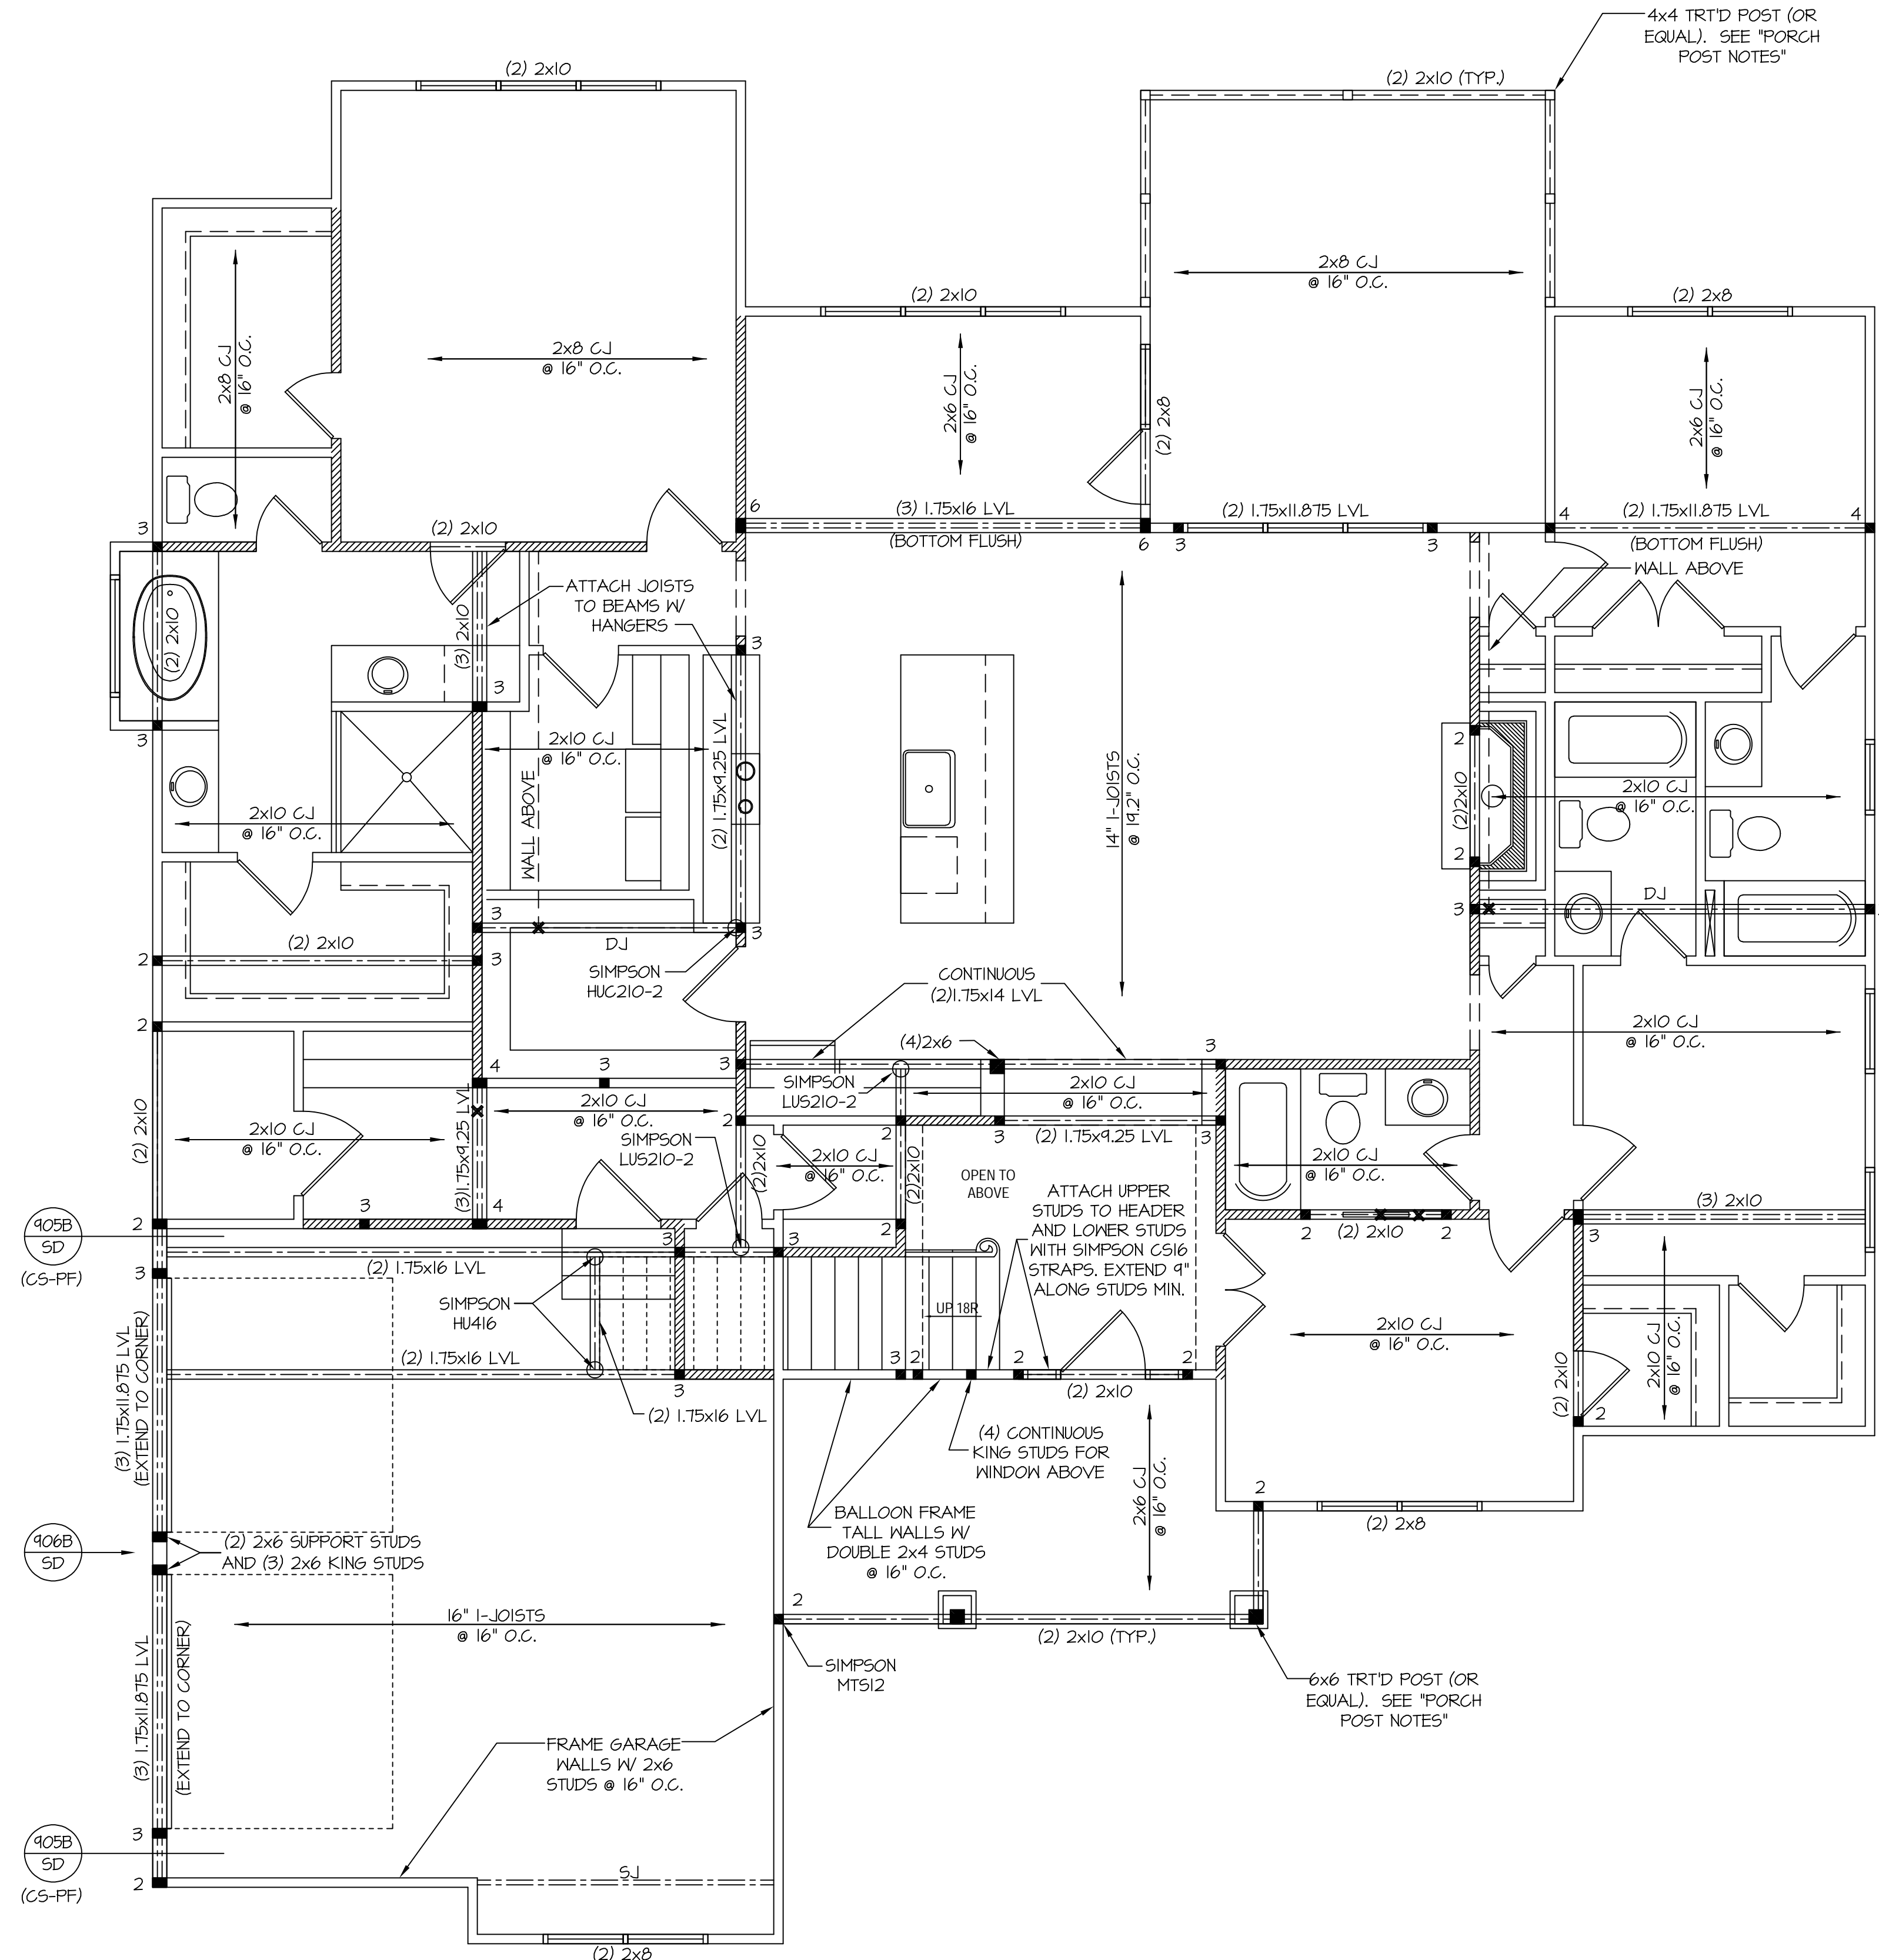 4x4 TRT'D POST (OR
EQUAL). SEE "PORCH
POST NOTES"
(2) 2x10
(2) 2x10 (TYP.)
2x8 CJ
@ 16" O.C.
(2) 2x10
(2) 2x8
2x8 CJ
@ 16" O.C.
2x8 CJ
@ 16" O.C.
2x6 CJ
@ 16" O.C.
(2) 2x8
2x6 CJ
@ 16" O.C.
6
(3) 1.75x16 LVL
(BOTTOM FLUSH)
6
3
(2) 1.75x11.875 LVL
3
4
(2) 1.75x11.875 LVL
4
(BOTTOM FLUSH)
WALL ABOVE
3
(2) 2x10
ATTACH JOISTS
TO BEAMS W/
HANGERS
(2) 2x10
(3) 2x10
3
3
3
2x10 CJ
@ 16" O.C.
WALL ABOVE
(2) 1.75x9.25 LVL
14" I-JOISTS
@ 19.2" O.C.
2
(2)2x10
2
2x10 CJ
@ 16" O.C.
2x10 CJ
@ 16" O.C.
DJ
3
3
3
DJ
(2) 2x10
2
3
SIMPSON
HUC210-2
CONTINUOUS
(2)1.75x14 LVL
2
2x10 CJ
@ 16" O.C.
(4)2x6
3
4
3
3
SIMPSON
LUS210-2
2x10 CJ
@ 16" O.C.
(2) 2x10
2x10 CJ
@ 16" O.C.
(3)1.75x9.25 LVL
2x10 CJ
@ 16" O.C.
SIMPSON
LUS210-2
2
2
3
(2) 1.75x9.25 LVL
3
(2)2x10
2x10 CJ
@ 16" O.C.
(2)2x10
OPEN TO
ABOVE
2x10 CJ
@ 16" O.C.
ATTACH UPPER
STUDS TO HEADER
AND LOWER STUDS
WITH SIMPSON CS16
STRAPS. EXTEND 9"
ALONG STUDS MIN.
3
4
905B
SD
(CS-PF)
2
3
3
3
2
(2) 2x10
2
3
(3) 2x10
(2) 1.75x16 LVL
SIMPSON
HU416
UP 18R
(3) 1.75x11.875 LVL
(EXTEND TO CORNER)
(2) 1.75x16 LVL
3
3
2
2
2
(2) 2x10
(2) 1.75x16 LVL
2x10 CJ
@ 16" O.C.
(2) 2x10
2x10 CJ
@ 16" O.C.
2
(4) CONTINUOUS
KING STUDS FOR
WINDOW ABOVE
2x6 CJ
@ 16" O.C.
2
(2) 2x8
BALLOON FRAME
TALL WALLS W/
DOUBLE 2x4 STUDS
@ 16" O.C.
906B
SD
(2) 2x6 SUPPORT STUDS
AND (3) 2x6 KING STUDS
16" I-JOISTS
@ 16" O.C.
2
(2) 2x10 (TYP.)
SIMPSON
MTS12
6x6 TRT'D POST (OR
EQUAL). SEE "PORCH
POST NOTES"
(3) 1.75x11.875 LVL
(EXTEND TO CORNER)
FRAME GARAGE
WALLS W/ 2x6
STUDS @ 16" O.C.
905B
SD
(CS-PF)
3
2
SJ
(2) 2x8